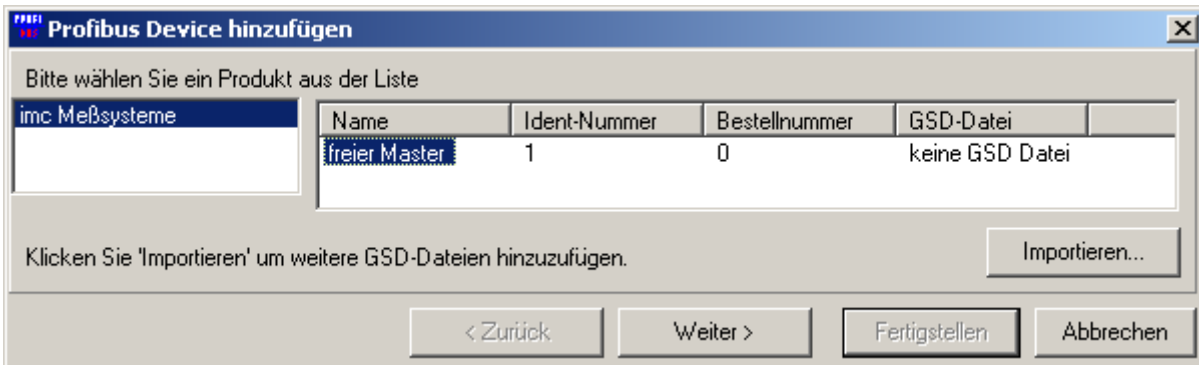 PROFI
BUS
Profibus Device hinzufügen
Bitte wählen Sie ein Produkt aus der Liste
imc Meßsysteme
Name Ident-Nummer Bestellnummer GSD-Datei
freier Master 1 0 keine GSD Datei
Klicken Sie 'Importieren' um weitere GSD-Dateien hinzuzufügen.
Importieren...
< Zurück Weiter > Fertigstellen Abbrechen